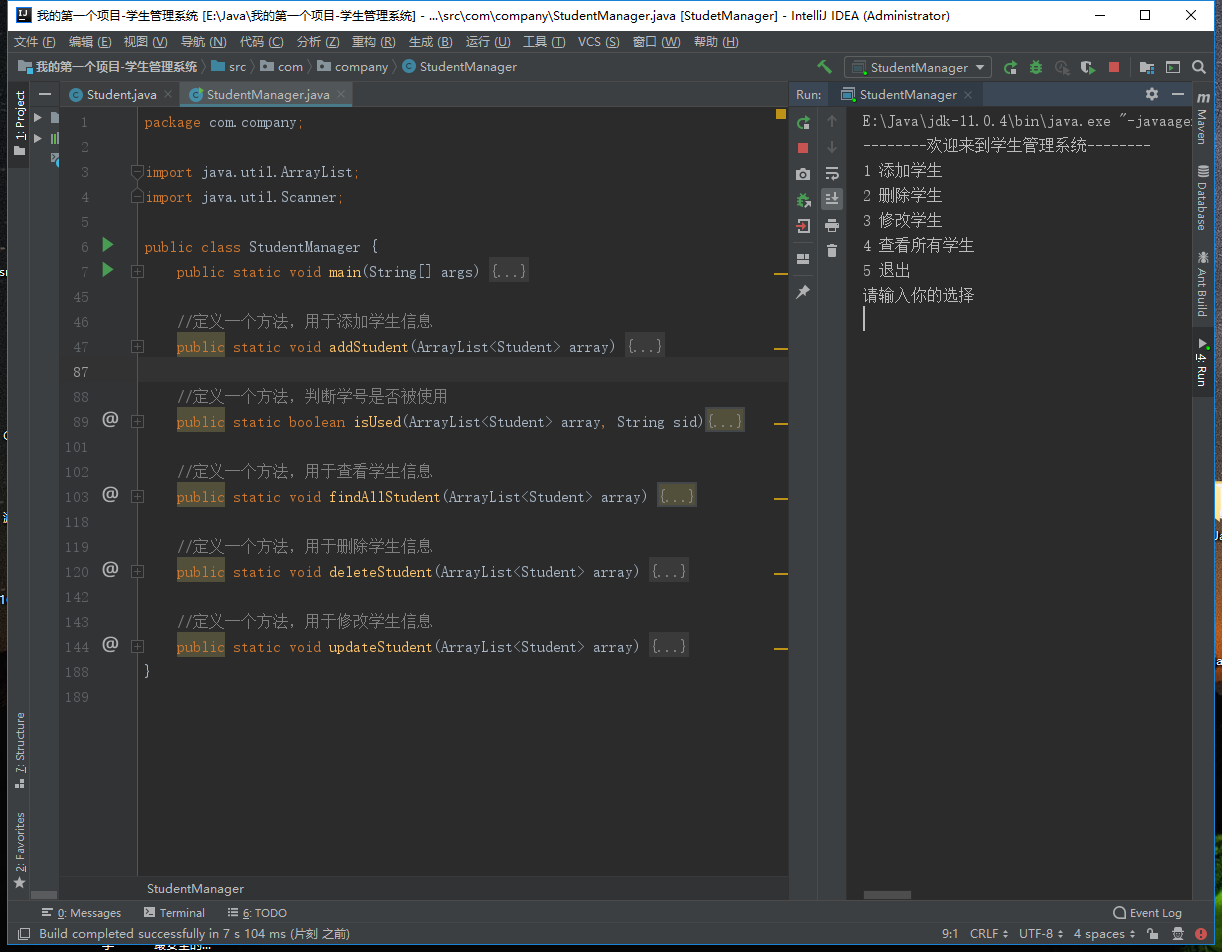 我的第一个项目-学生管理系统 [E:\Java\我的第一个项目-学生管理系统] - ...\src\com\company\StudentManager.java [StudetManager] - IntelliJ IDEA (Administrator)
文件 (F) 编辑 (E) 视图 (V) 导航 (N) 代码 (C) 分析 (Z) 重构 (R) 生成 (B) 运行 (U) 工具 (T) VCS (S) 窗口 (W) 帮助 (H)
我的第一个项目-学生管理系统 src com company StudentManager StudentManager
1: Project
Student.java StudentManager.java
1 package com.company;
2
3 import java.util.ArrayList;
4 import java.util.Scanner;
5
6 public class StudentManager {
7 public static void main(String[] args) {...}
45
46 //定义一个方法，用于添加学生信息
47 public static void addStudent(ArrayList<Student> array) {...}
87
88 //定义一个方法，判断学号是否被使用
89 @ public static boolean isUsed(ArrayList<Student> array, String sid){...}
101
102 //定义一个方法，用于查看学生信息
103 @ public static void findAllStudent(ArrayList<Student> array) {...}
118
119 //定义一个方法，用于删除学生信息
120 @ public static void deleteStudent(ArrayList<Student> array) {...}
142
143 //定义一个方法，用于修改学生信息
144 @ public static void updateStudent(ArrayList<Student> array) {...}
188 }
189
StudentManager
Run: StudentManager
E:\Java\jdk-11.0.4\bin\java.exe "-javaage
--------欢迎来到学生管理系统--------
1 添加学生
2 删除学生
3 修改学生
4 查看所有学生
5 退出
请输入你的选择
Maven
Database
Ant Build
4: Run
7: Structure
2: Favorites
0: Messages Terminal 6: TODO Event Log
Build completed successfully in 7 s 104 ms (片刻 之前) 9:1 CRLF UTF-8 4 spaces